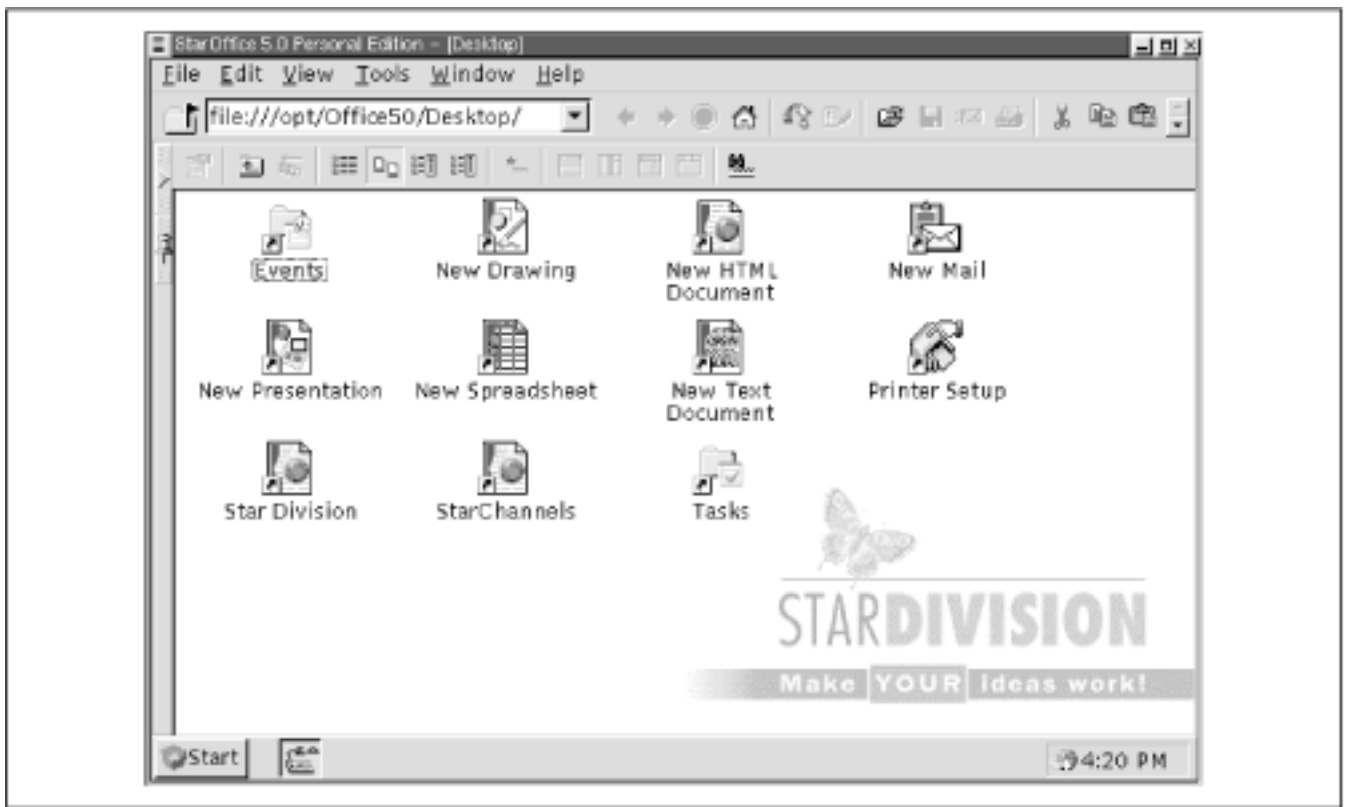 StarOffice 5.0 Personal Edition - [Desktop]
File Edit View Tools Window Help
file:///opt/Office50/Desktop/
Events New Drawing New HTML Document New Mail
New Presentation New Spreadsheet New Text Document Printer Setup
Star Division StarChannels Tasks
STARDIVISION
Make YOUR ideas work!
Start 4:20 PM